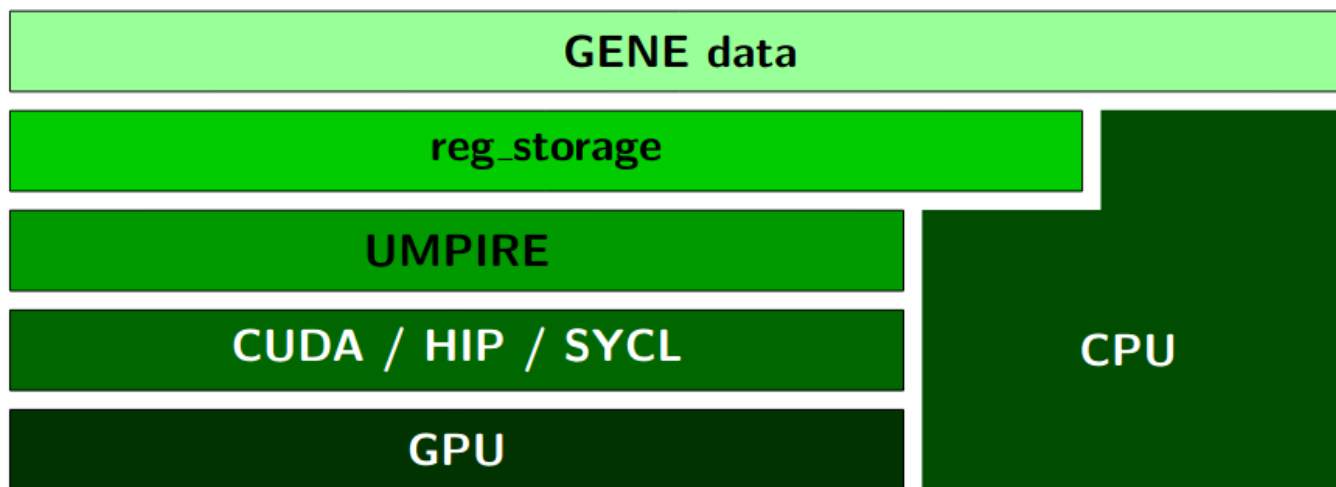 GENE data
reg_storage
UMPIRE
CUDA / HIP / SYCL
CPU
GPU